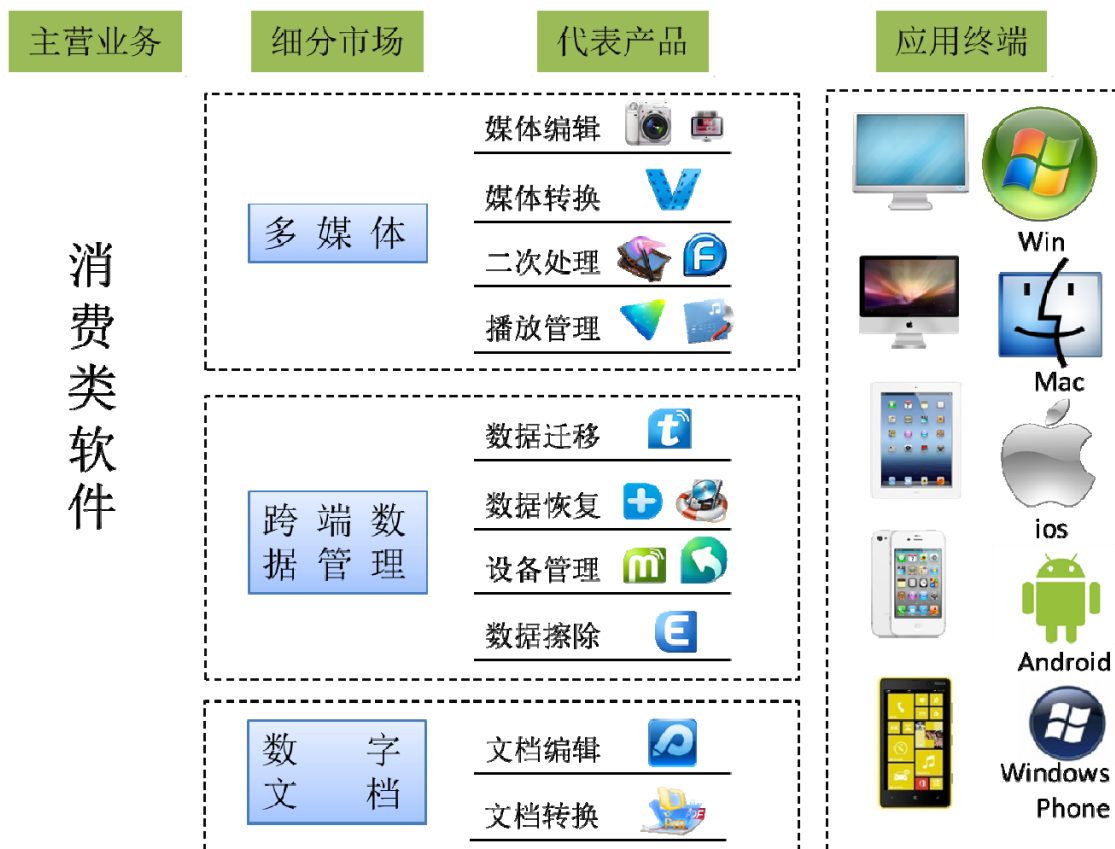 主营业务
细分市场
代表产品
应用终端
消费类软件
多媒体
媒体编辑
媒体转换
二次处理
播放管理
跨端数
据管理
数据迁移
数据恢复
设备管理
数据擦除
数字
文档
文档编辑
文档转换
Win
Mac
ios
Android
Windows
Phone